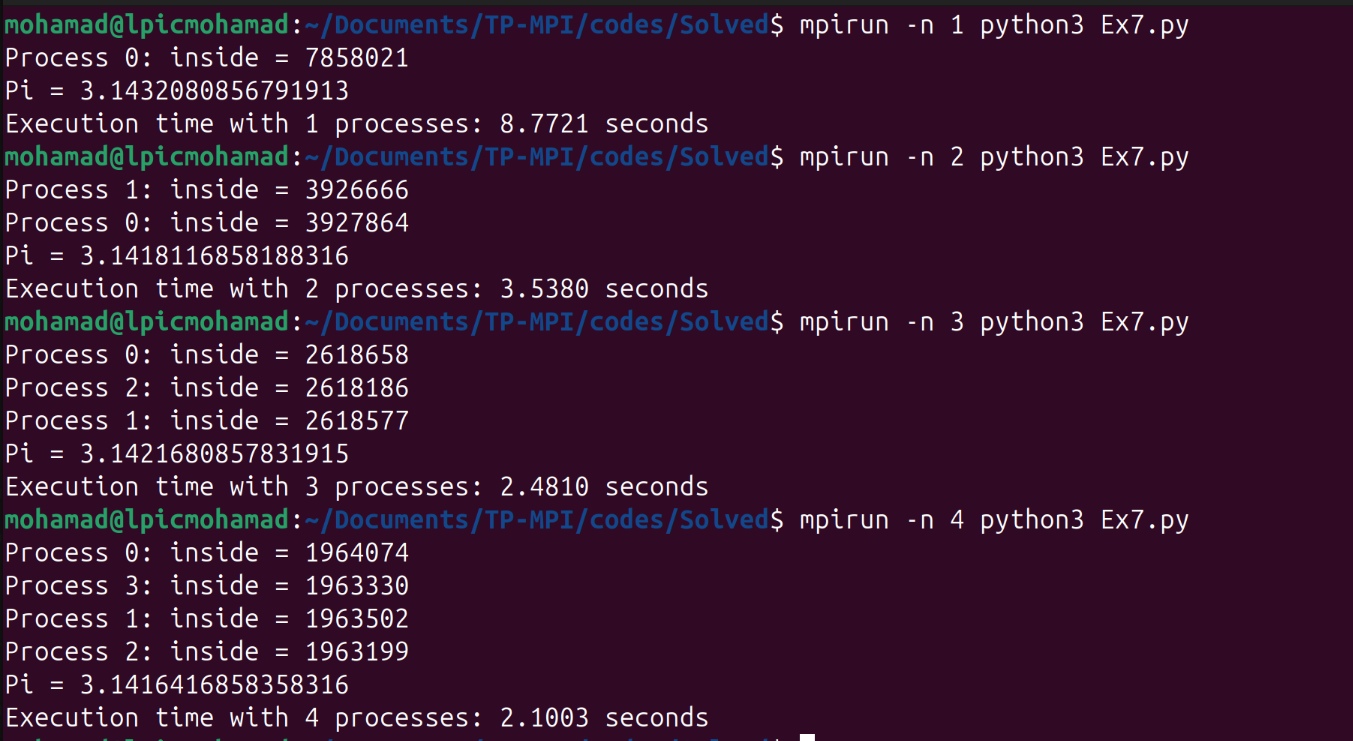 mohamad@lpicmohamad:~/Documents/TP-MPI/codes/Solved$ mpirun -n 1 python3 Ex7.py
Process 0: inside = 7858021
Pi = 3.1432080856791913
Execution time with 1 processes: 8.7721 seconds
mohamad@lpicmohamad:~/Documents/TP-MPI/codes/Solved$ mpirun -n 2 python3 Ex7.py
Process 1: inside = 3926666
Process 0: inside = 3927864
Pi = 3.1418116858188316
Execution time with 2 processes: 3.5380 seconds
mohamad@lpicmohamad:~/Documents/TP-MPI/codes/Solved$ mpirun -n 3 python3 Ex7.py
Process 0: inside = 2618658
Process 2: inside = 2618186
Process 1: inside = 2618577
Pi = 3.1421680857831915
Execution time with 3 processes: 2.4810 seconds
mohamad@lpicmohamad:~/Documents/TP-MPI/codes/Solved$ mpirun -n 4 python3 Ex7.py
Process 0: inside = 1964074
Process 3: inside = 1963330
Process 1: inside = 1963502
Process 2: inside = 1963199
Pi = 3.1416416858358316
Execution time with 4 processes: 2.1003 seconds